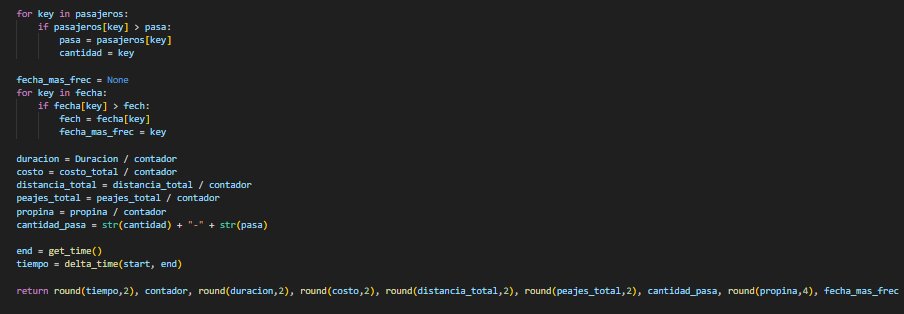 for key in pasajeros:
    if pasajeros[key] > pasa:
        pasa = pasajeros[key]
        cantidad = key

fecha_mas_frec = None
for key in fecha:
    if fecha[key] > fech:
        fech = fecha[key]
        fecha_mas_frec = key

duracion = Duracion / contador
costo = costo_total / contador
distancia_total = distancia_total / contador
peajes_total = peajes_total / contador
propina = propina / contador
cantidad_pasa = str(cantidad) + "-" + str(pasa)

end = get_time()
tiempo = delta_time(start, end)

return round(tiempo,2), contador, round(duracion,2), round(costo,2), round(distancia_total,2), round(peajes_total,2), cantidad_pasa, round(propina,4), fecha_mas_frec